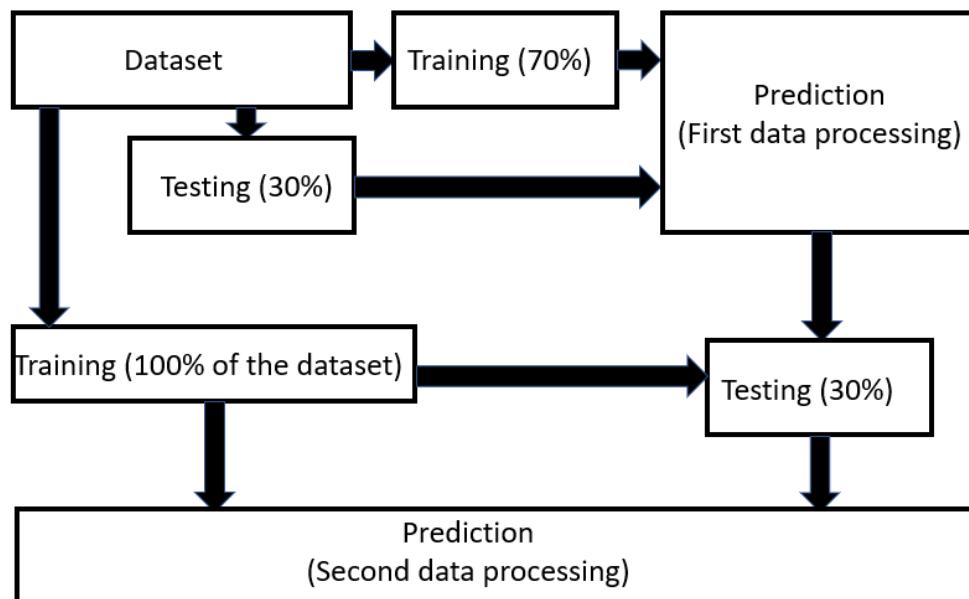 Dataset
Training (70%)
Prediction
(First data processing)
Testing (30%)
Training (100% of the dataset)
Testing (30%)
Prediction
(Second data processing)